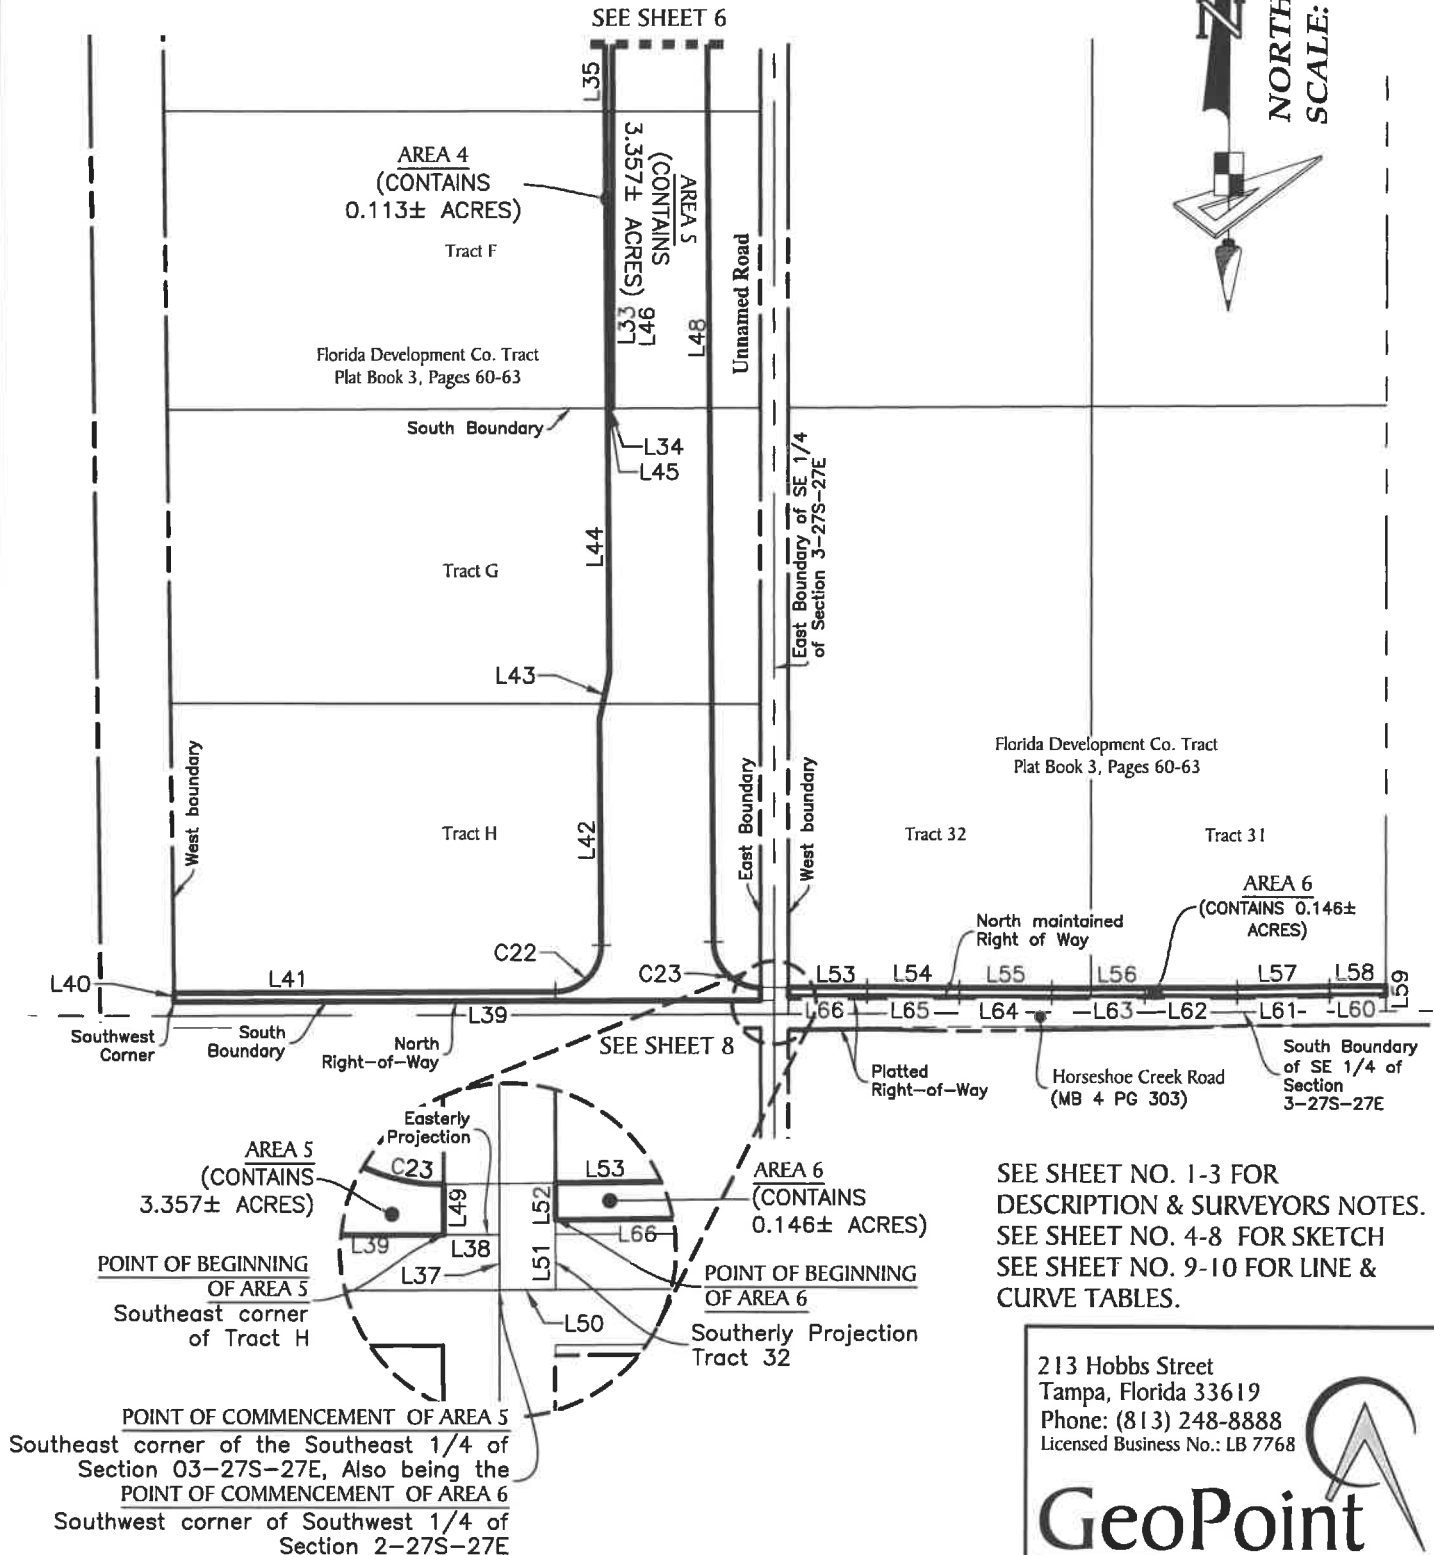 SEE SHEET 6
N
NORTH
SCALE:
L35
AREA 4
(CONTAINS
0.113± ACRES)
AREA 5
(CONTAINS
3.357± ACRES)
Tract F
L33
L46
L48
Unnamed Road
Florida Development Co. Tract
Plat Book 3, Pages 60-63
South Boundary
L34
L45
East Boundary of SE 1/4
of Section 3-27S-27E
L44
Tract G
L43
West boundary
Tract H
L42
East Boundary
West boundary
Florida Development Co. Tract
Plat Book 3, Pages 60-63
Tract 32
Tract 31
AREA 6
(CONTAINS 0.146±
ACRES)
North maintained
Right of Way
C22
C23
L40
L41
L53
L54
L55
L56
L57
L58
L59
L39
L66
L65
L64
L63
L62
L61
L60
Southwest
Corner
South
Boundary
North
Right-of-Way
SEE SHEET 8
Platted
Right-of-Way
Horseshoe Creek Road
(MB 4 PG 303)
South Boundary
of SE 1/4 of
Section
3-27S-27E
Easterly
Projection
AREA 5
(CONTAINS
3.357± ACRES)
C23
L49
L53
L52
AREA 6
(CONTAINS
0.146± ACRES)
L39
L38
L66
L37
L51
L50
POINT OF BEGINNING
OF AREA 5
Southeast corner
of Tract H
POINT OF BEGINNING
OF AREA 6
Southerly Projection
Tract 32
POINT OF COMMENCEMENT OF AREA 5
Southeast corner of the Southeast 1/4 of
Section 03-27S-27E, Also being the
POINT OF COMMENCEMENT OF AREA 6
Southwest corner of Southwest 1/4 of
Section 2-27S-27E
SEE SHEET NO. 1-3 FOR
DESCRIPTION & SURVEYORS NOTES.
SEE SHEET NO. 4-8 FOR SKETCH
SEE SHEET NO. 9-10 FOR LINE &
CURVE TABLES.
213 Hobbs Street
Tampa, Florida 33619
Phone: (813) 248-8888
Licensed Business No.: LB 7768
GeoPoint